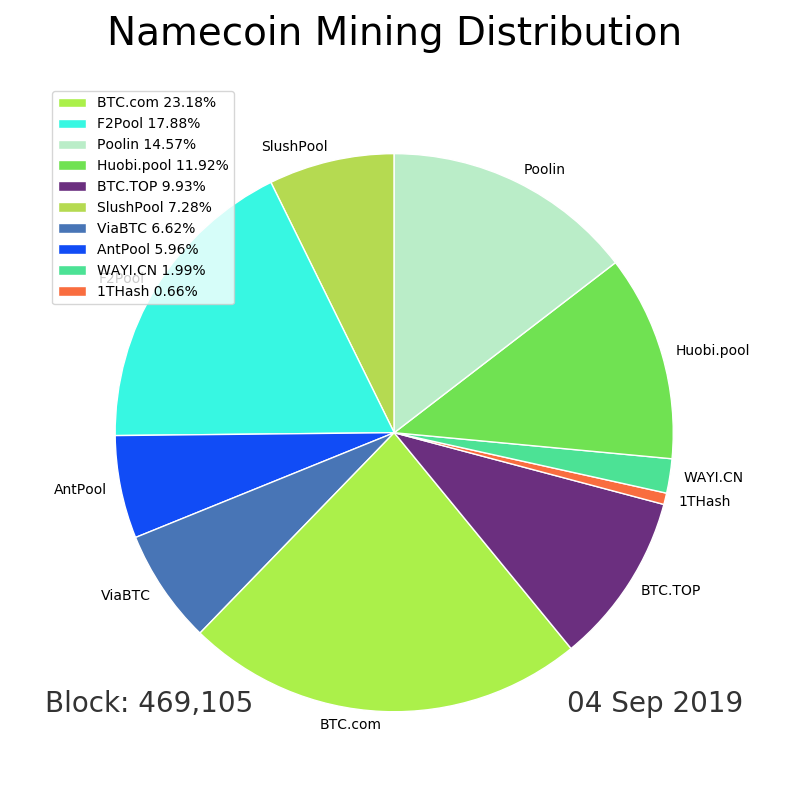 Namecoin Mining Distribution
BTC.com 23.18%
F2Pool 17.88%
Poolin 14.57%
Huobi.pool 11.92%
BTC.TOP 9.93%
SlushPool 7.28%
ViaBTC 6.62%
AntPool 5.96%
WAYI.CN 1.99%
1THash 0.66%
SlushPool
Poolin
F2Pool
Huobi.pool
WAYI.CN
AntPool
1THash
BTC.TOP
ViaBTC
BTC.com
Block: 469,105
04 Sep 2019